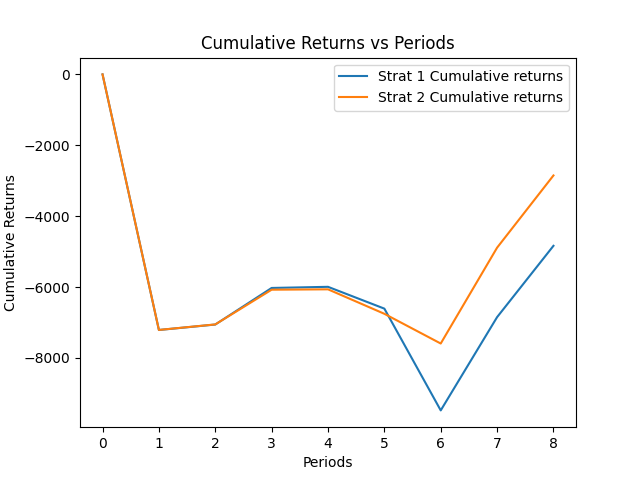 Cumulative Returns vs Periods
Strat 1 Cumulative returns
Strat 2 Cumulative returns
Cumulative Returns
0
−2000
−4000
−6000
−8000
0 1 2 3 4 5 6 7 8
Periods